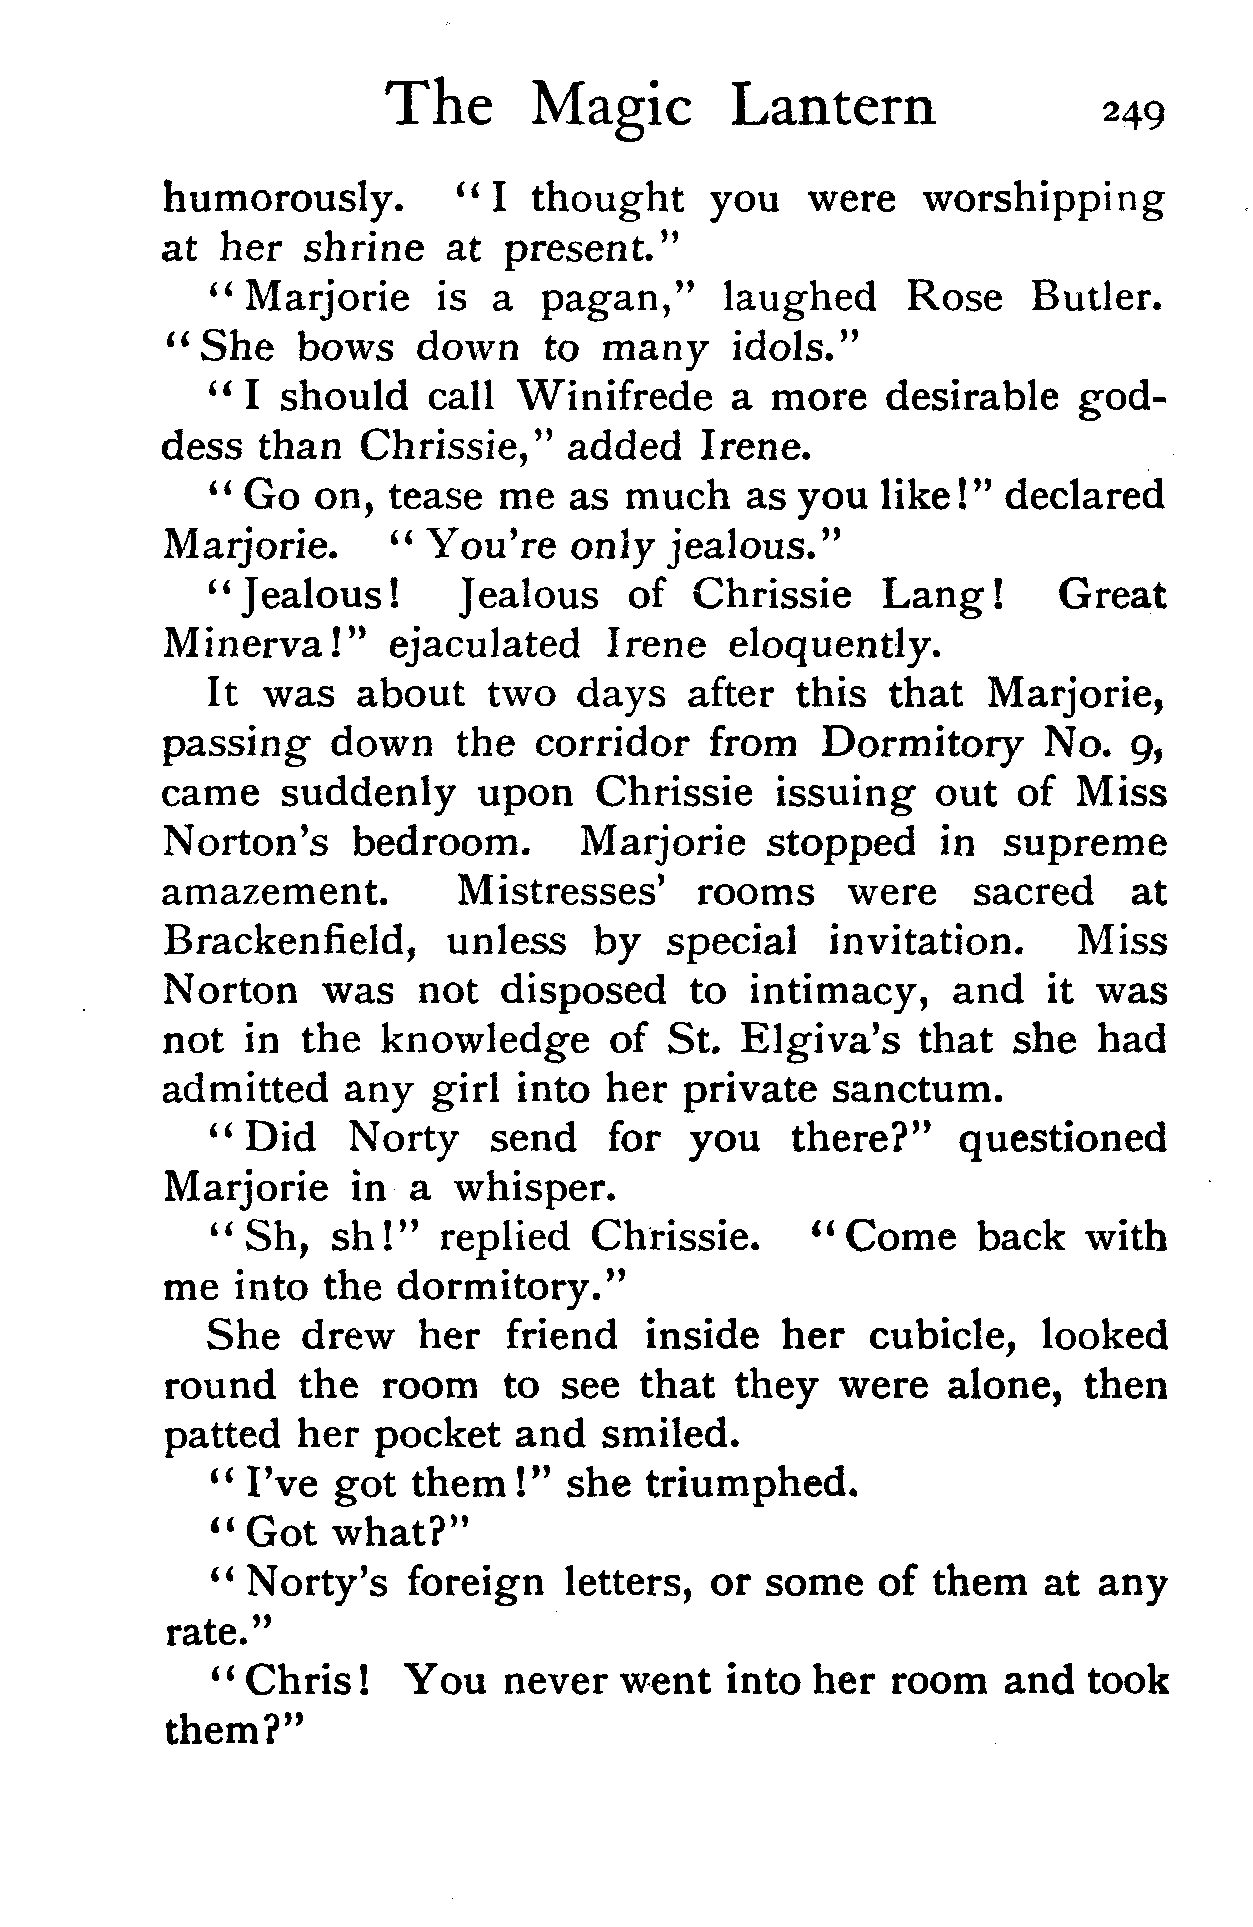 The Magic Lantern 249
humorously. “I thought you were worshipping
at her shrine at present.”
“Marjorie is a pagan,” laughed Rose Butler.
“She bows down to many idols.”
“I should call Winifrede a more desirable god-
dess than Chrissie,” added Irene.
“Go on, tease me as much as you like!” declared
Marjorie. “You're only jealous.”
“Jealous! Jealous of Chrissie Lang! Great
Minerva!” ejaculated Irene eloquently.
It was about two days after this that Marjorie,
passing down the corridor from Dormitory No. 9,
came suddenly upon Chrissie issuing out of Miss
Norton's bedroom. Marjorie stopped in supreme
amazement. Mistresses' rooms were sacred at
Brackenfield, unless by special invitation. Miss
Norton was not disposed to intimacy, and it was
not in the knowledge of St. Elgiva's that she had
admitted any girl into her private sanctum.
“Did Norty send for you there?” questioned
Marjorie in a whisper.
“Sh, sh!” replied Chrissie. “Come back with
me into the dormitory.”
She drew her friend inside her cubicle, looked
round the room to see that they were alone, then
patted her pocket and smiled.
“I've got them!” she triumphed.
“Got what?”
“Norty's foreign letters, or some of them at any
rate.”
“Chris! You never went into her room and took
them?”